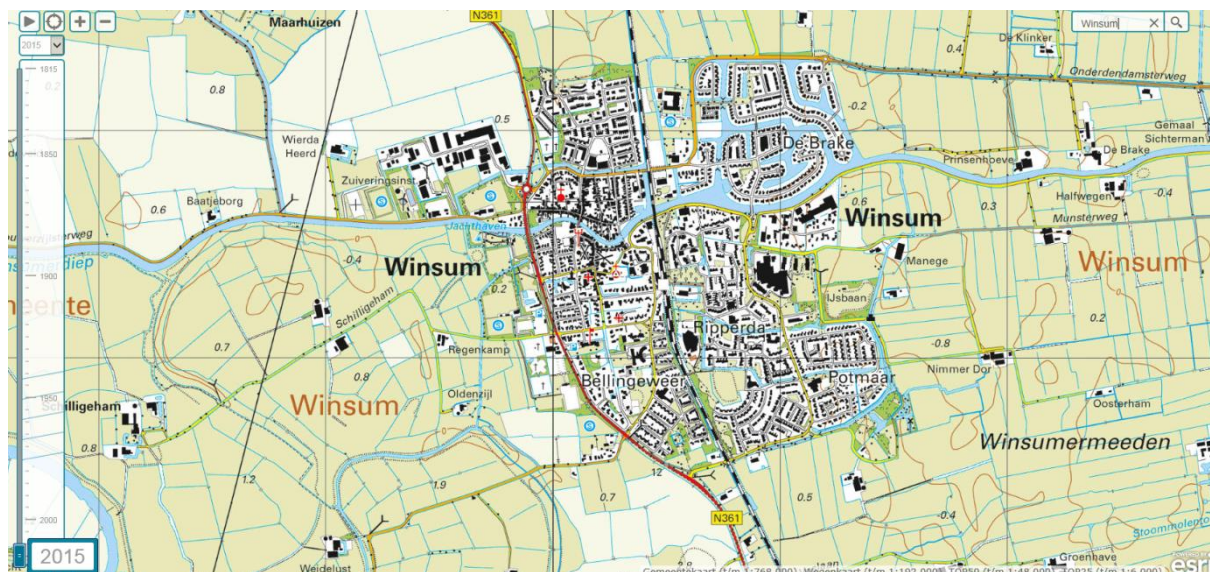 N361
Maarhuizen
Winsum
2015
1815
De Klinker
0.4
Onderdendamsterweg
0.8
0.5
-0.2
Gemaal
Sichterman
De Brake
Wierda
Heerd
1850
Prinsenhoeve
De Brake
Zuiveringsinst.
Halfwegen
-0.4
Baatjeborg
0.6
Jachthaven
Winsum
0.3
Munsterweg
Winsum
-0.4
Manege
Winsum
0.2
1900
meente
IJsbaan
Schilligeham
0.2
Ripperda
0.7
Regenkamp
-0.8
0.8
Nimmer Dor
Bellingeweer
Potmaar
Oldenzijl
1950
Oosterham
Schilligeham
Winsum
Winsumermeeden
0.8
12
1.9
0.7
0.5
-0.4
N361
1.2
2000
2015
Weidelust
Groenhave
esri